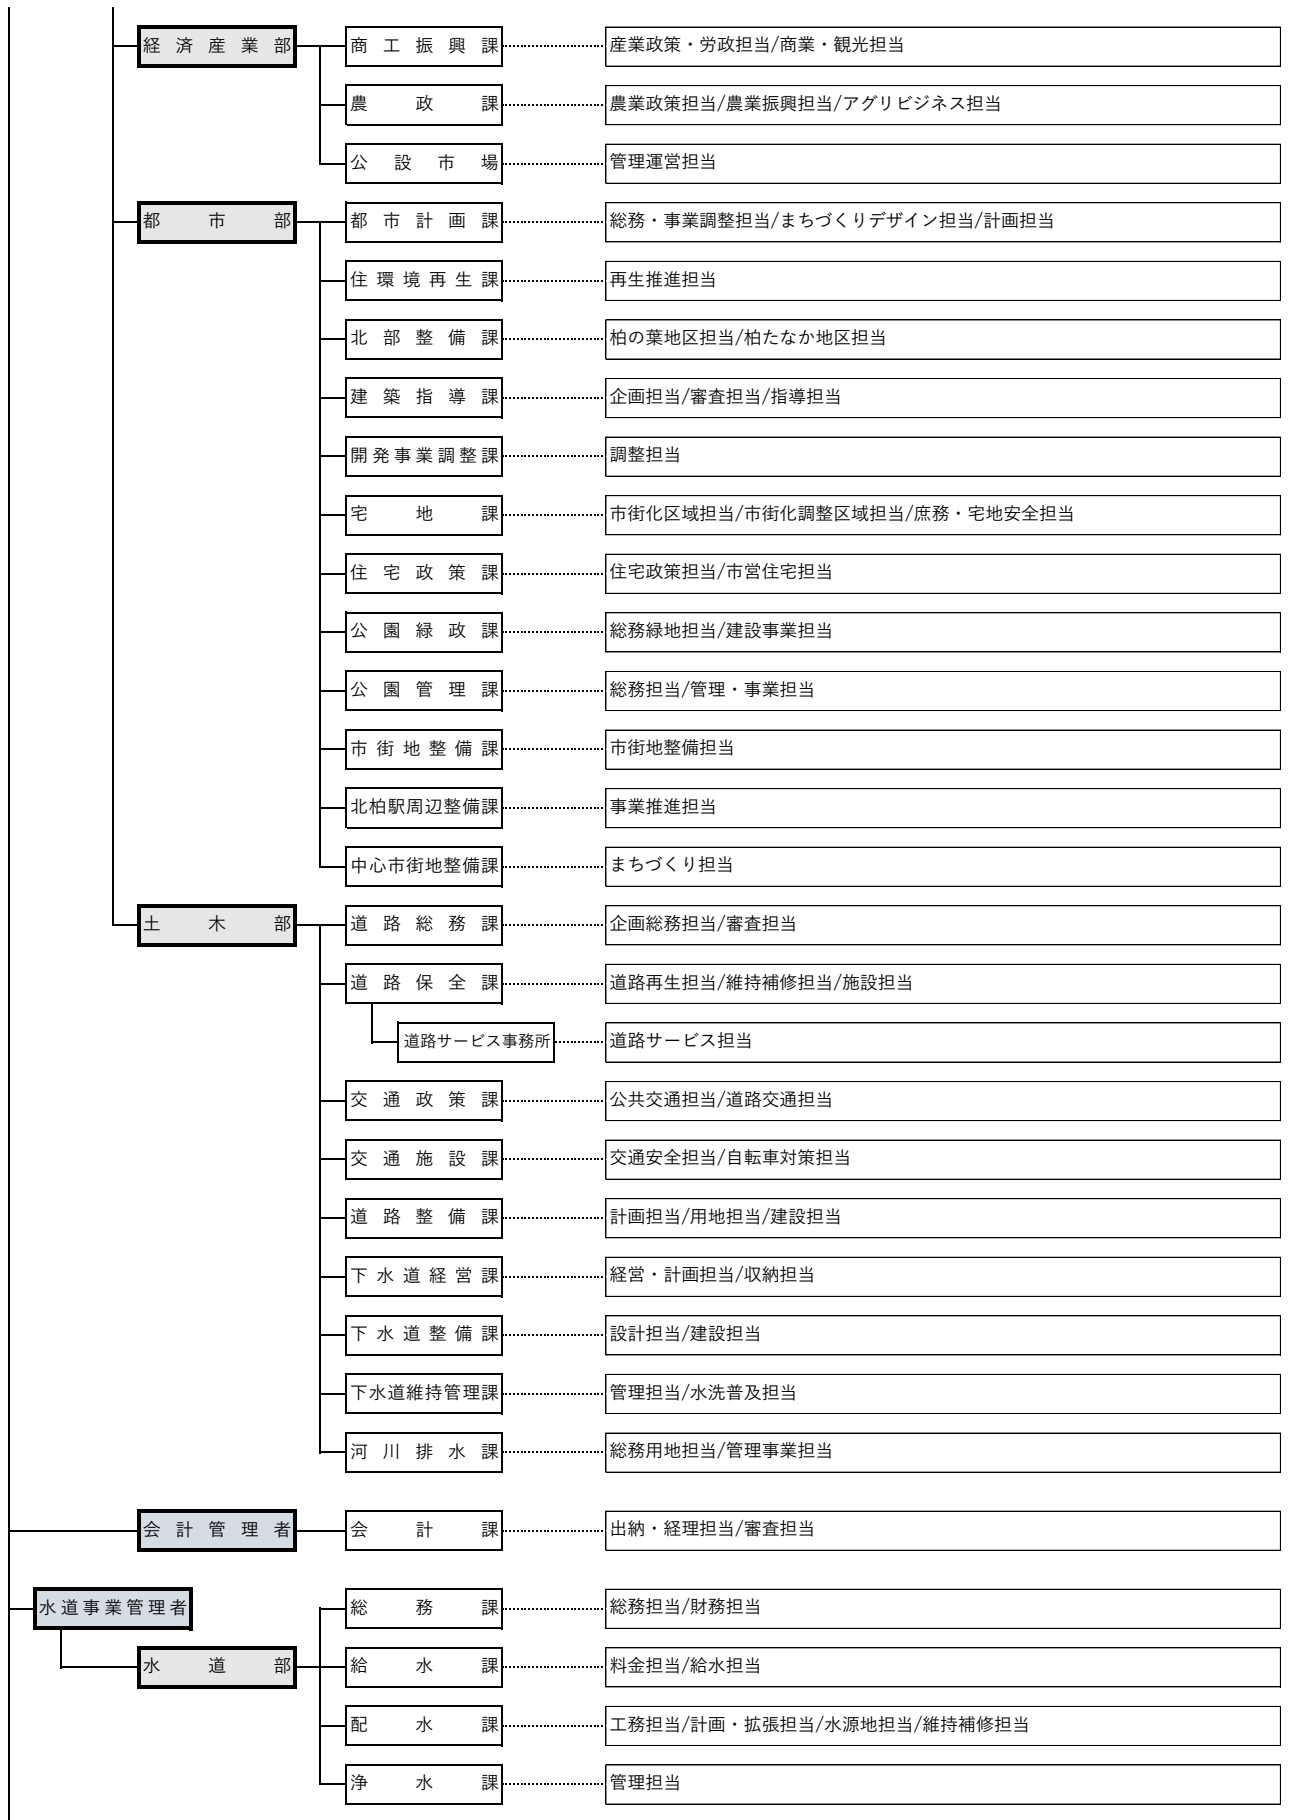 経済産業部 商工振興課 産業政策・労政担当/商業・観光担当
農政課 農業政策担当/農業振興担当/アグリビジネス担当
公設市場 管理運営担当
都市部 都市計画課 総務・事業調整担当/まちづくりデザイン担当/計画担当
住環境再生課 再生推進担当
北部整備課 柏の葉地区担当/柏たなか地区担当
建築指導課 企画担当/審査担当/指導担当
開発事業調整課 調整担当
宅地課 市街化区域担当/市街化調整区域担当/庶務・宅地安全担当
住宅政策課 住宅政策担当/市営住宅担当
公園緑政課 総務緑地担当/建設事業担当
公園管理課 総務担当/管理・事業担当
市街地整備課 市街地整備担当
北柏駅周辺整備課 事業推進担当
中心市街地整備課 まちづくり担当
土木部 道路総務課 企画総務担当/審査担当
道路保全課 道路再生担当/維持補修担当/施設担当
道路サービス事務所 道路サービス担当
交通政策課 公共交通担当/道路交通担当
交通施設課 交通安全担当/自転車対策担当
道路整備課 計画担当/用地担当/建設担当
下水道経営課 経営・計画担当/収納担当
下水道整備課 設計担当/建設担当
下水道維持管理課 管理担当/水洗普及担当
河川排水課 総務用地担当/管理事業担当
会計管理者 会計課 出納・経理担当/審査担当
水道事業管理者 総務課 総務担当/財務担当
水道部 給水課 料金担当/給水担当
配水課 工務担当/計画・拡張担当/水源地担当/維持補修担当
浄水課 管理担当